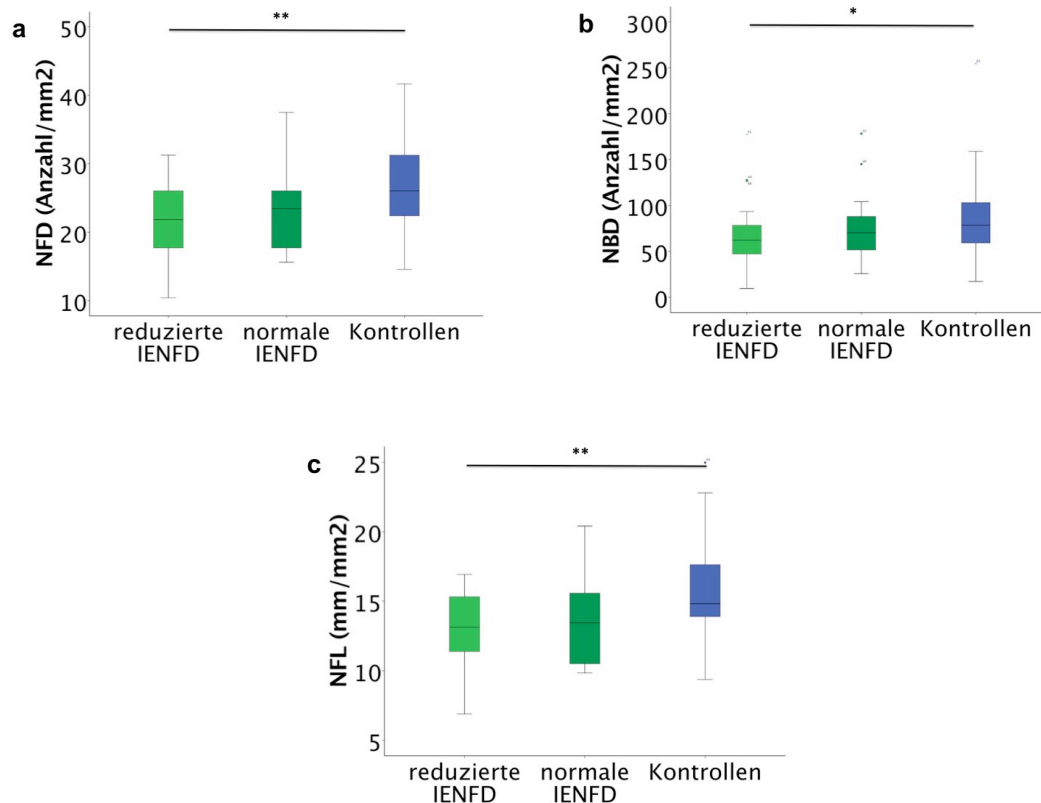 a
**
50
40
30
20
10
NFD (Anzahl/mm2)
reduzierte
IENFD
normale
IENFD
Kontrollen
b
*
300
250
200
150
100
50
0
NBD (Anzahl/mm2)
reduzierte
IENFD
normale
IENFD
Kontrollen
c
**
25
20
15
10
5
NFL (mm/mm2)
reduzierte
IENFD
normale
IENFD
Kontrollen